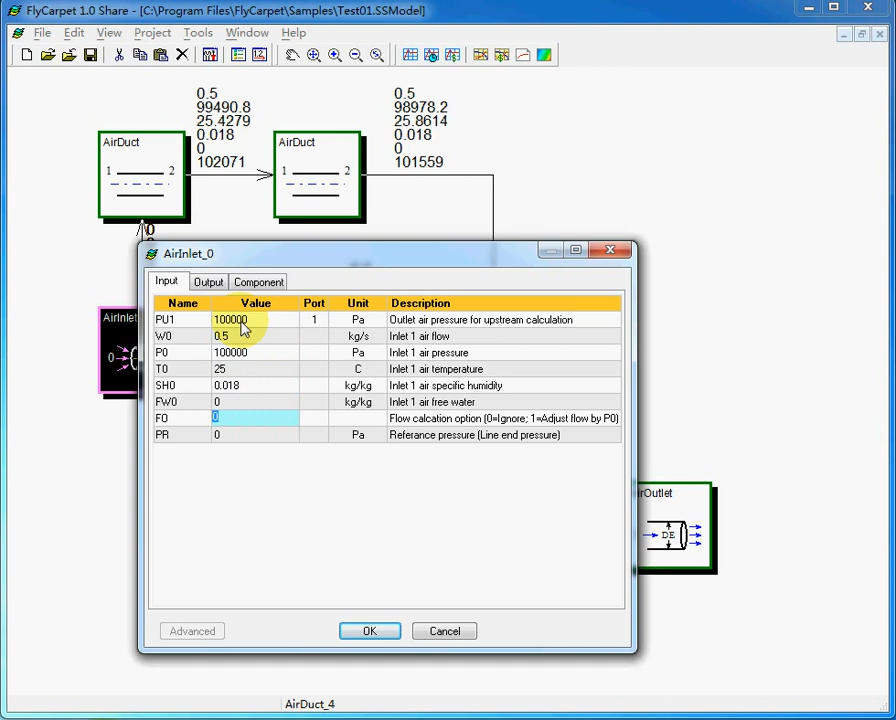 FlyCarpet 1.0 Share - [C:\Program Files\FlyCarpet\Samples\Test01.SSModel]
File Edit View Project Tools Window Help
0.5
99490.8
25.4279
0.018
0
102071
0.5
98978.2
25.8614
0.018
0
101559
AirDuct
1 2
AirDuct
1 2
AirInlet_0
Input Output Component
Name Value Port Unit Description
PU1 100000 1 Pa Outlet air pressure for upstream calculation
W0 0.5 kg/s Inlet 1 air flow
P0 100000 Pa Inlet 1 air pressure
T0 25 C Inlet 1 air temperature
SH0 0.018 kg/kg Inlet 1 air specific humidity
FW0 0 kg/kg Inlet 1 air free water
F0 0 Flow calcation option (0=Ignore; 1=Adjust flow by P0)
PR 0 Pa Referance pressure (Line end pressure)
AirInlet
0
irOutlet
DE
Advanced OK Cancel
AirDuct_4